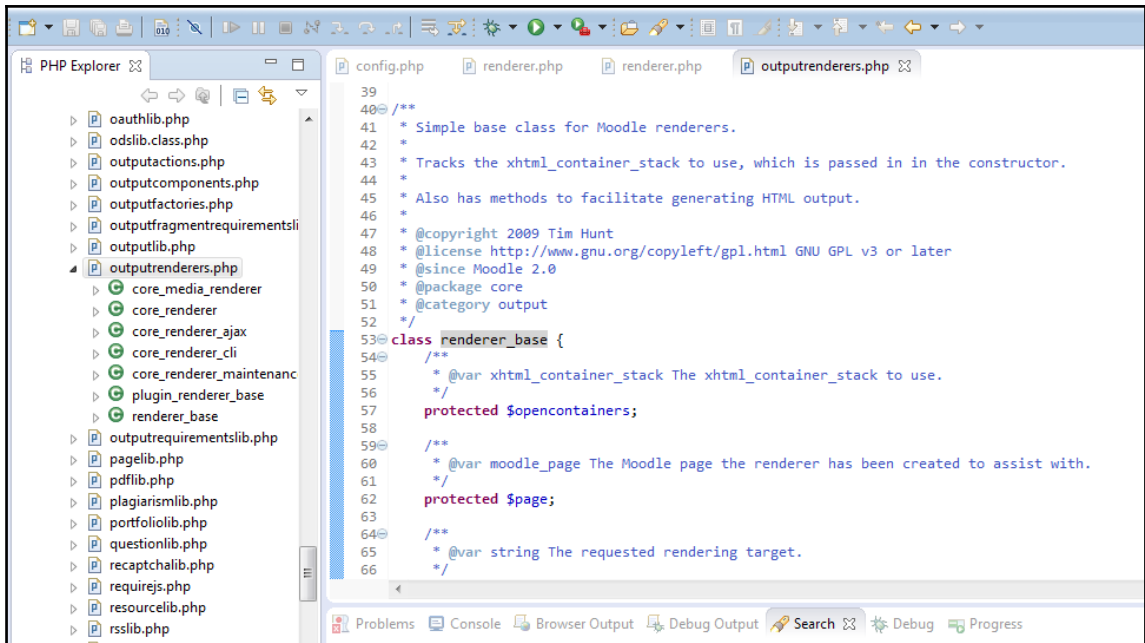 PHP Explorer
oauthlib.php
odslib.class.php
outputactions.php
outputcomponents.php
outputfactories.php
outputfragmentrequirementsli
outputlib.php
outputrenderers.php
core_media_renderer
core_renderer
core_renderer_ajax
core_renderer_cli
core_renderer_maintenanc
plugin_renderer_base
renderer_base
outputrequirementslib.php
pagelib.php
pdflib.php
plagiarismlib.php
portfoliolib.php
questionlib.php
recaptchalib.php
requirejs.php
resourcelib.php
rsslib.php
config.php renderer.php renderer.php outputrenderers.php
39
40 /**
41 * Simple base class for Moodle renderers.
42 *
43 * Tracks the xhtml_container_stack to use, which is passed in in the constructor.
44 *
45 * Also has methods to facilitate generating HTML output.
46 *
47 * @copyright 2009 Tim Hunt
48 * @license http://www.gnu.org/copyleft/gpl.html GNU GPL v3 or later
49 * @since Moodle 2.0
50 * @package core
51 * @category output
52 */
53 class renderer_base {
54 /**
55 * @var xhtml_container_stack The xhtml_container_stack to use.
56 */
57 protected $opencontainers;
58
59 /**
60 * @var moodle_page The Moodle page the renderer has been created to assist with.
61 */
62 protected $page;
63
64 /**
65 * @var string The requested rendering target.
66 */
Problems Console Browser Output Debug Output Search Debug Progress